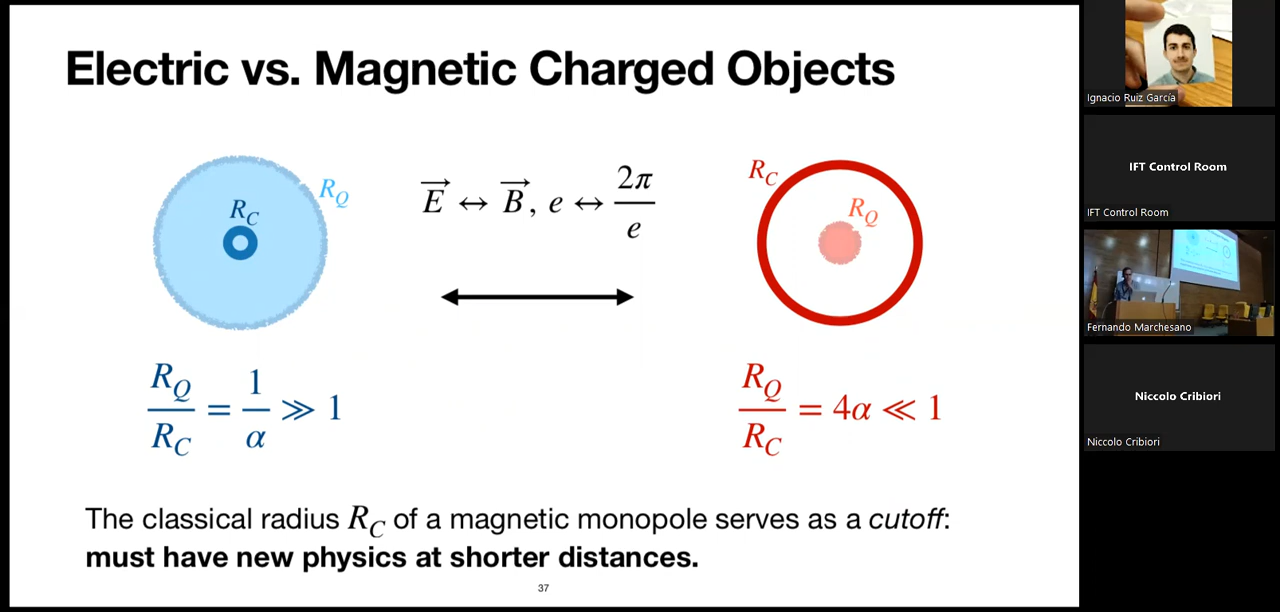 Electric vs. Magnetic Charged Objects
R_C
R_Q
E⃗ ↔ B⃗, e ↔ 2π/e
R_C
R_Q
R_Q/R_C = 1/α ≫ 1
R_Q/R_C = 4α ≪ 1
The classical radius R_C of a magnetic monopole serves as a cutoff:
must have new physics at shorter distances.
37
Ignacio Ruiz García
IFT Control Room
IFT Control Room
Fernando Marchesano
Niccolo Cribiori
Niccolo Cribiori